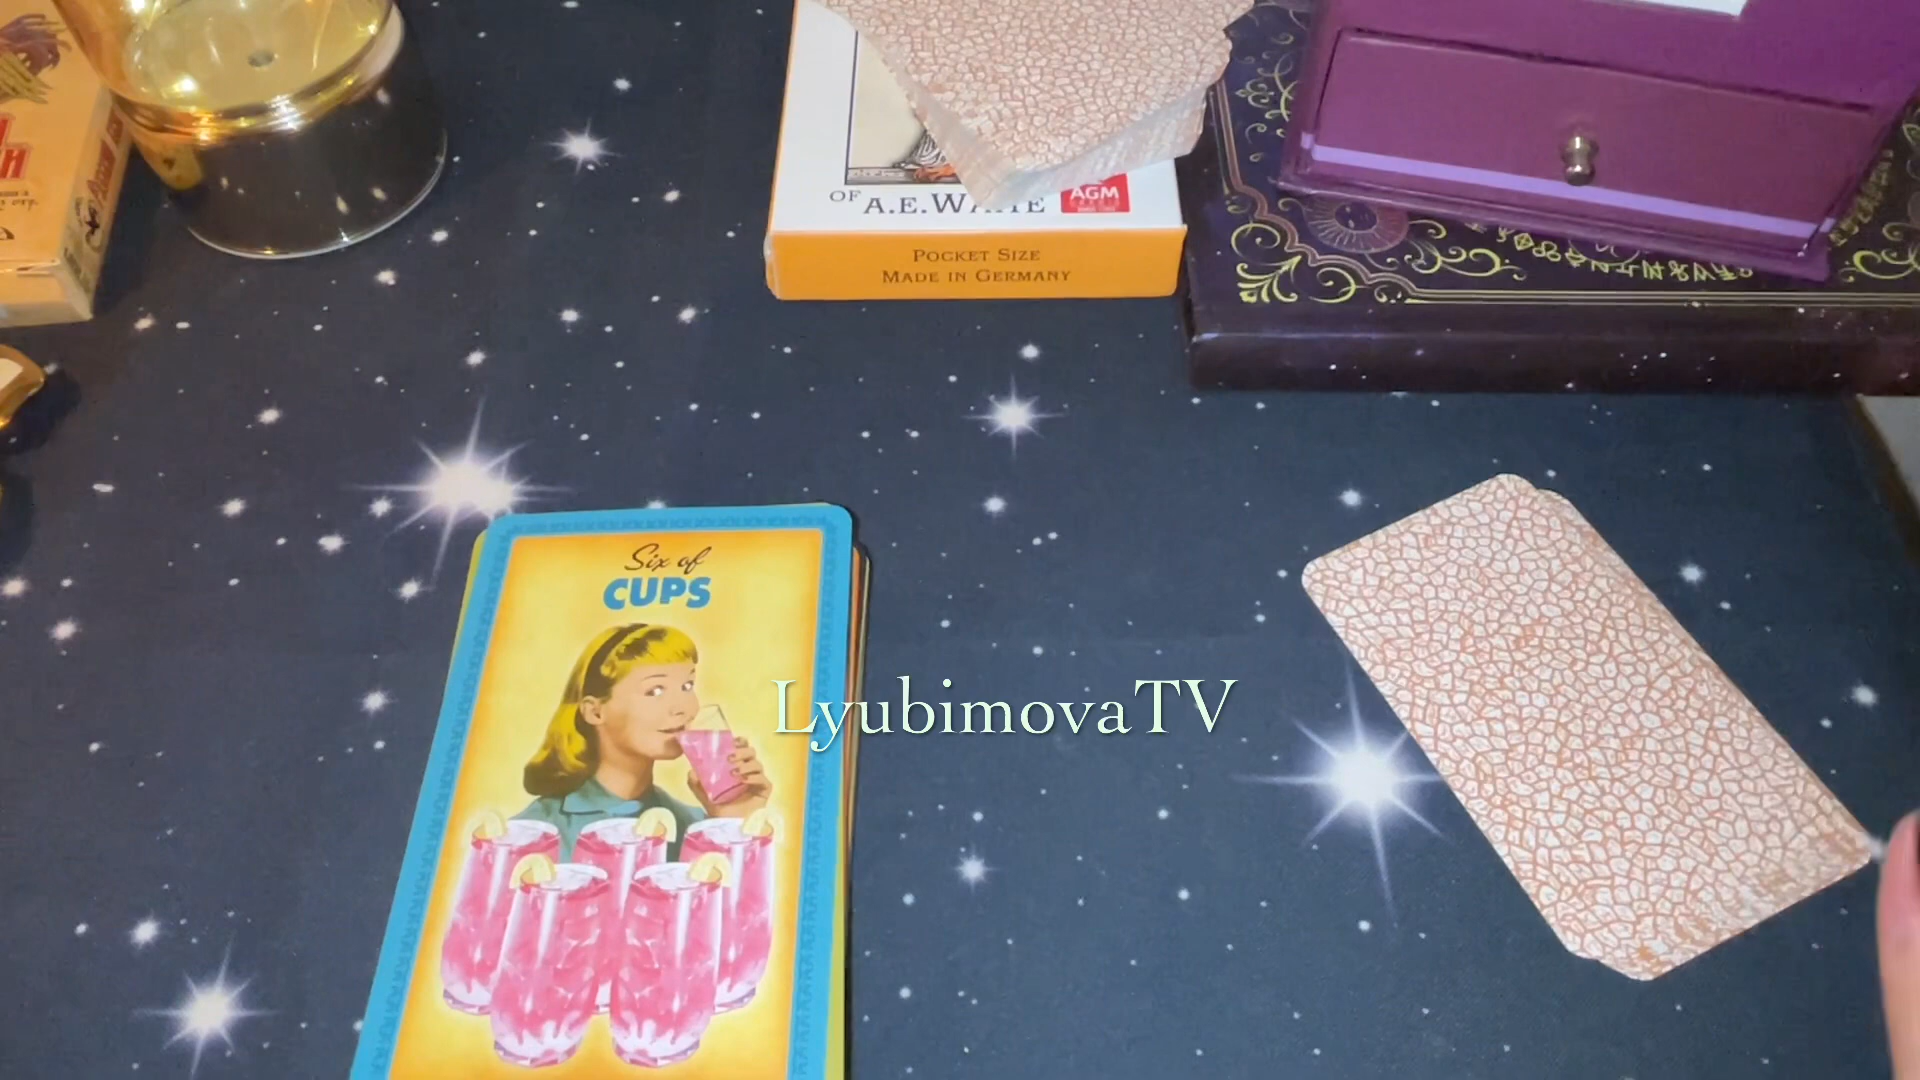 OF A.E.WAITE
AGM
POCKET SIZE
MADE IN GERMANY
Six of
CUPS
LyubimovaTV